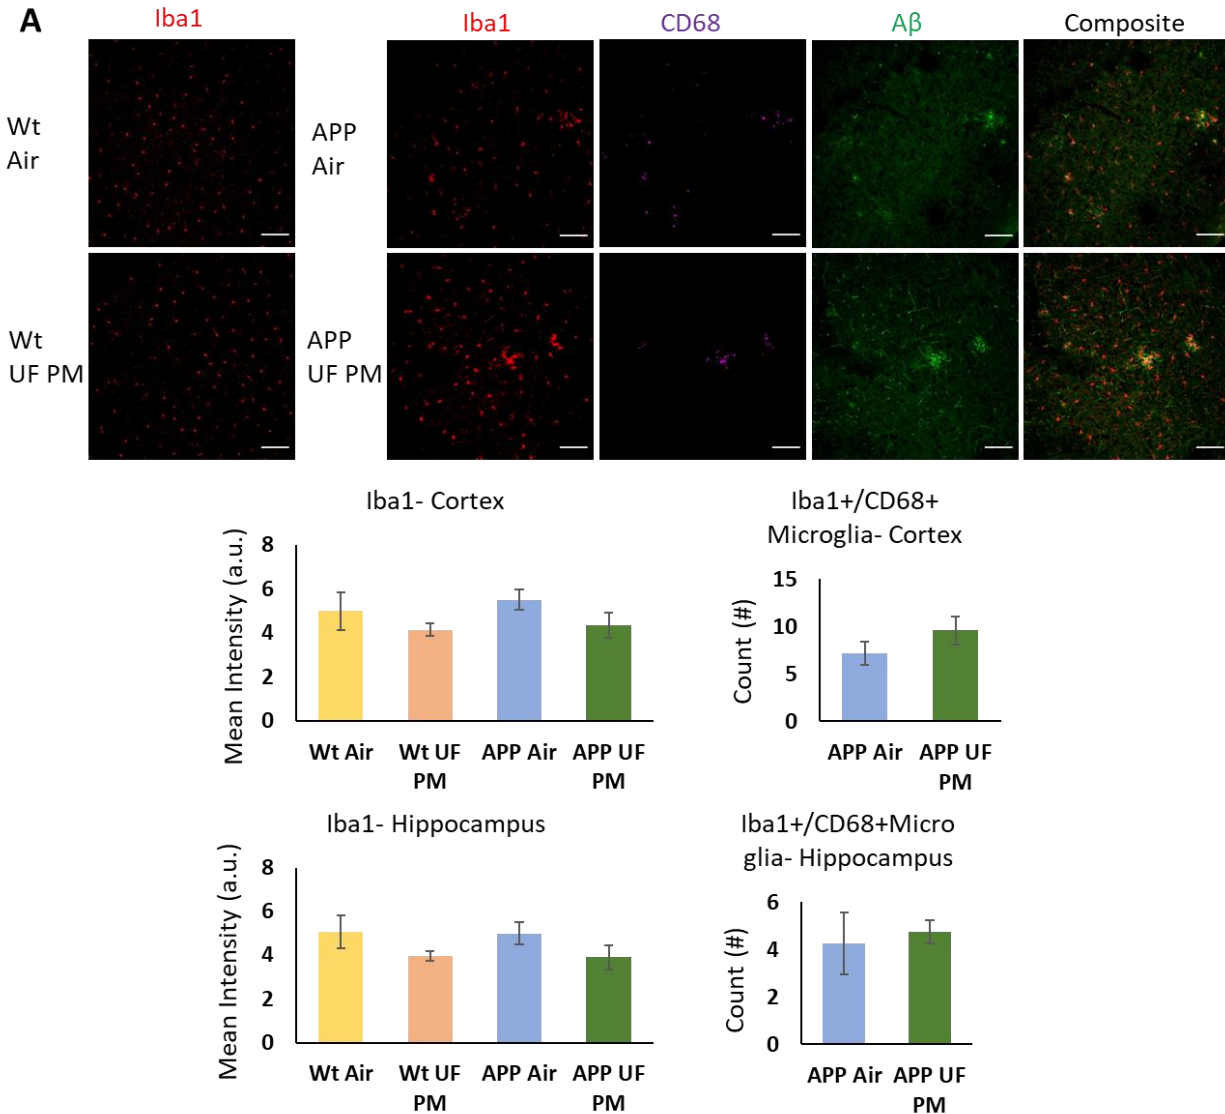 A
Iba1
Iba1
CD68
Aβ
Composite
Wt
Air
APP
Air
Wt
UF PM
APP
UF PM
Iba1- Cortex
Mean Intensity (a.u.)
8
6
4
2
0
Wt Air
Wt UF
PM
APP Air
APP UF
PM
Iba1+/CD68+
Microglia- Cortex
Count (#)
15
10
5
0
APP Air
APP UF
PM
Iba1- Hippocampus
Mean Intensity (a.u.)
8
6
4
2
0
Wt Air
Wt UF
PM
APP Air
APP UF
PM
Iba1+/CD68+Micro
glia- Hippocampus
Count (#)
6
4
2
0
APP Air
APP UF
PM